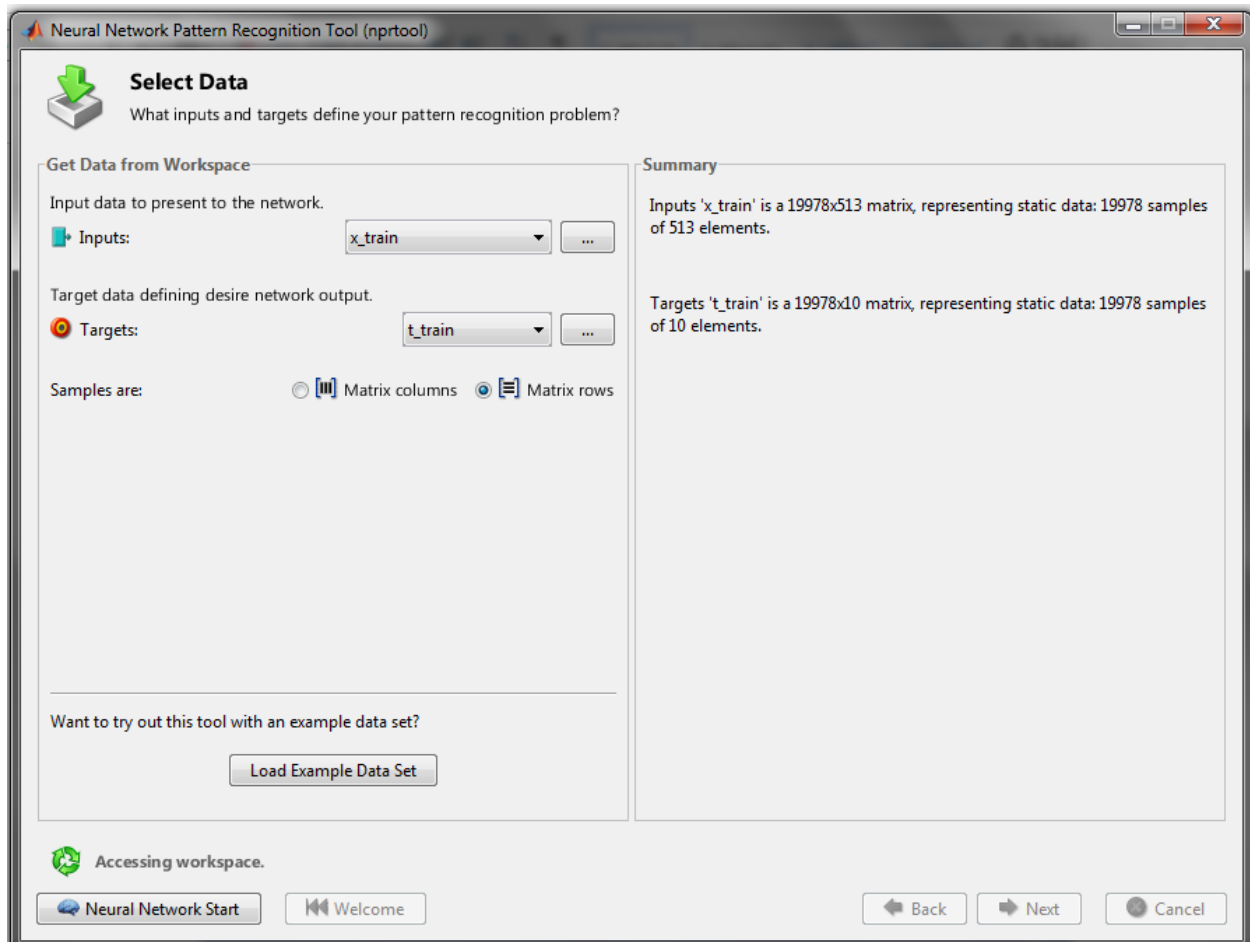 Neural Network Pattern Recognition Tool (nprtool)
Select Data
What inputs and targets define your pattern recognition problem?
Get Data from Workspace
Input data to present to the network.
Inputs:
x_train
...
Target data defining desire network output.
Targets:
t_train
...
Samples are:
Matrix columns
Matrix rows
Want to try out this tool with an example data set?
Load Example Data Set
Summary
Inputs 'x_train' is a 19978x513 matrix, representing static data: 19978 samples
of 513 elements.
Targets 't_train' is a 19978x10 matrix, representing static data: 19978 samples
of 10 elements.
Accessing workspace.
Neural Network Start
Welcome
Back
Next
Cancel